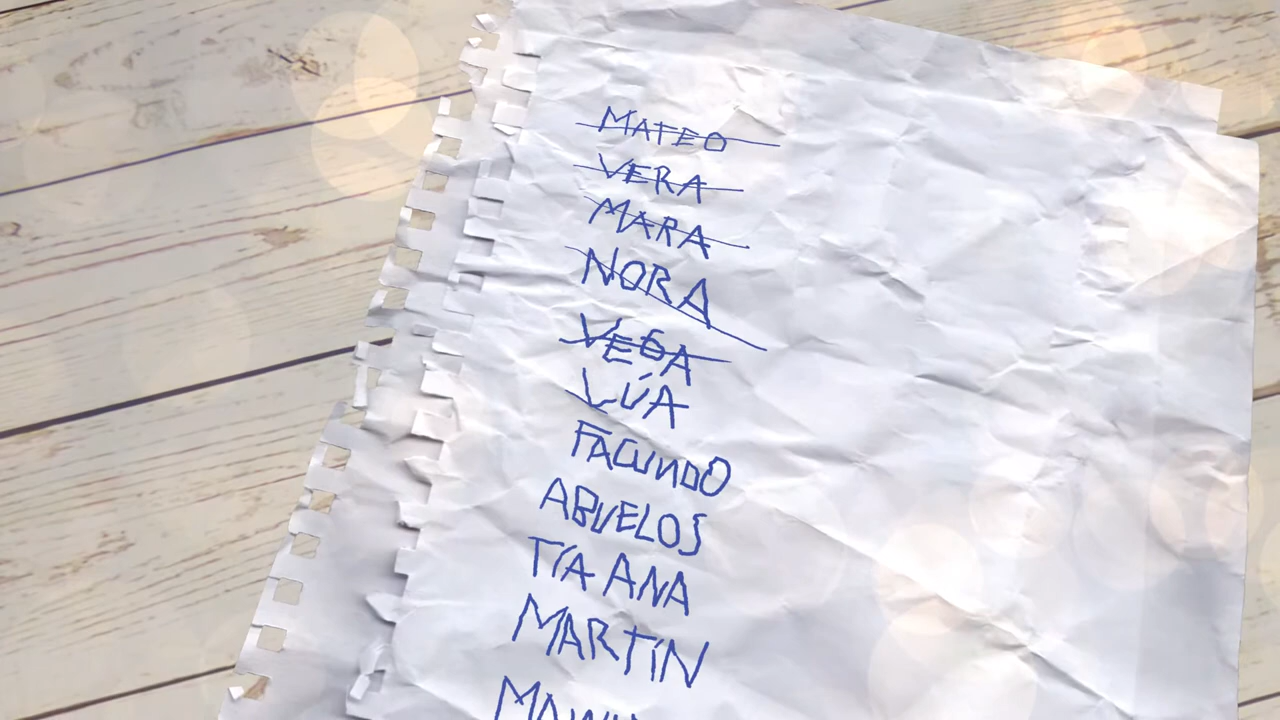 MATEO
VERA
MARA
NORA
VEGA
LÚA
FACUNDO
ABUELOS
TÍA ANA
MARTÍN